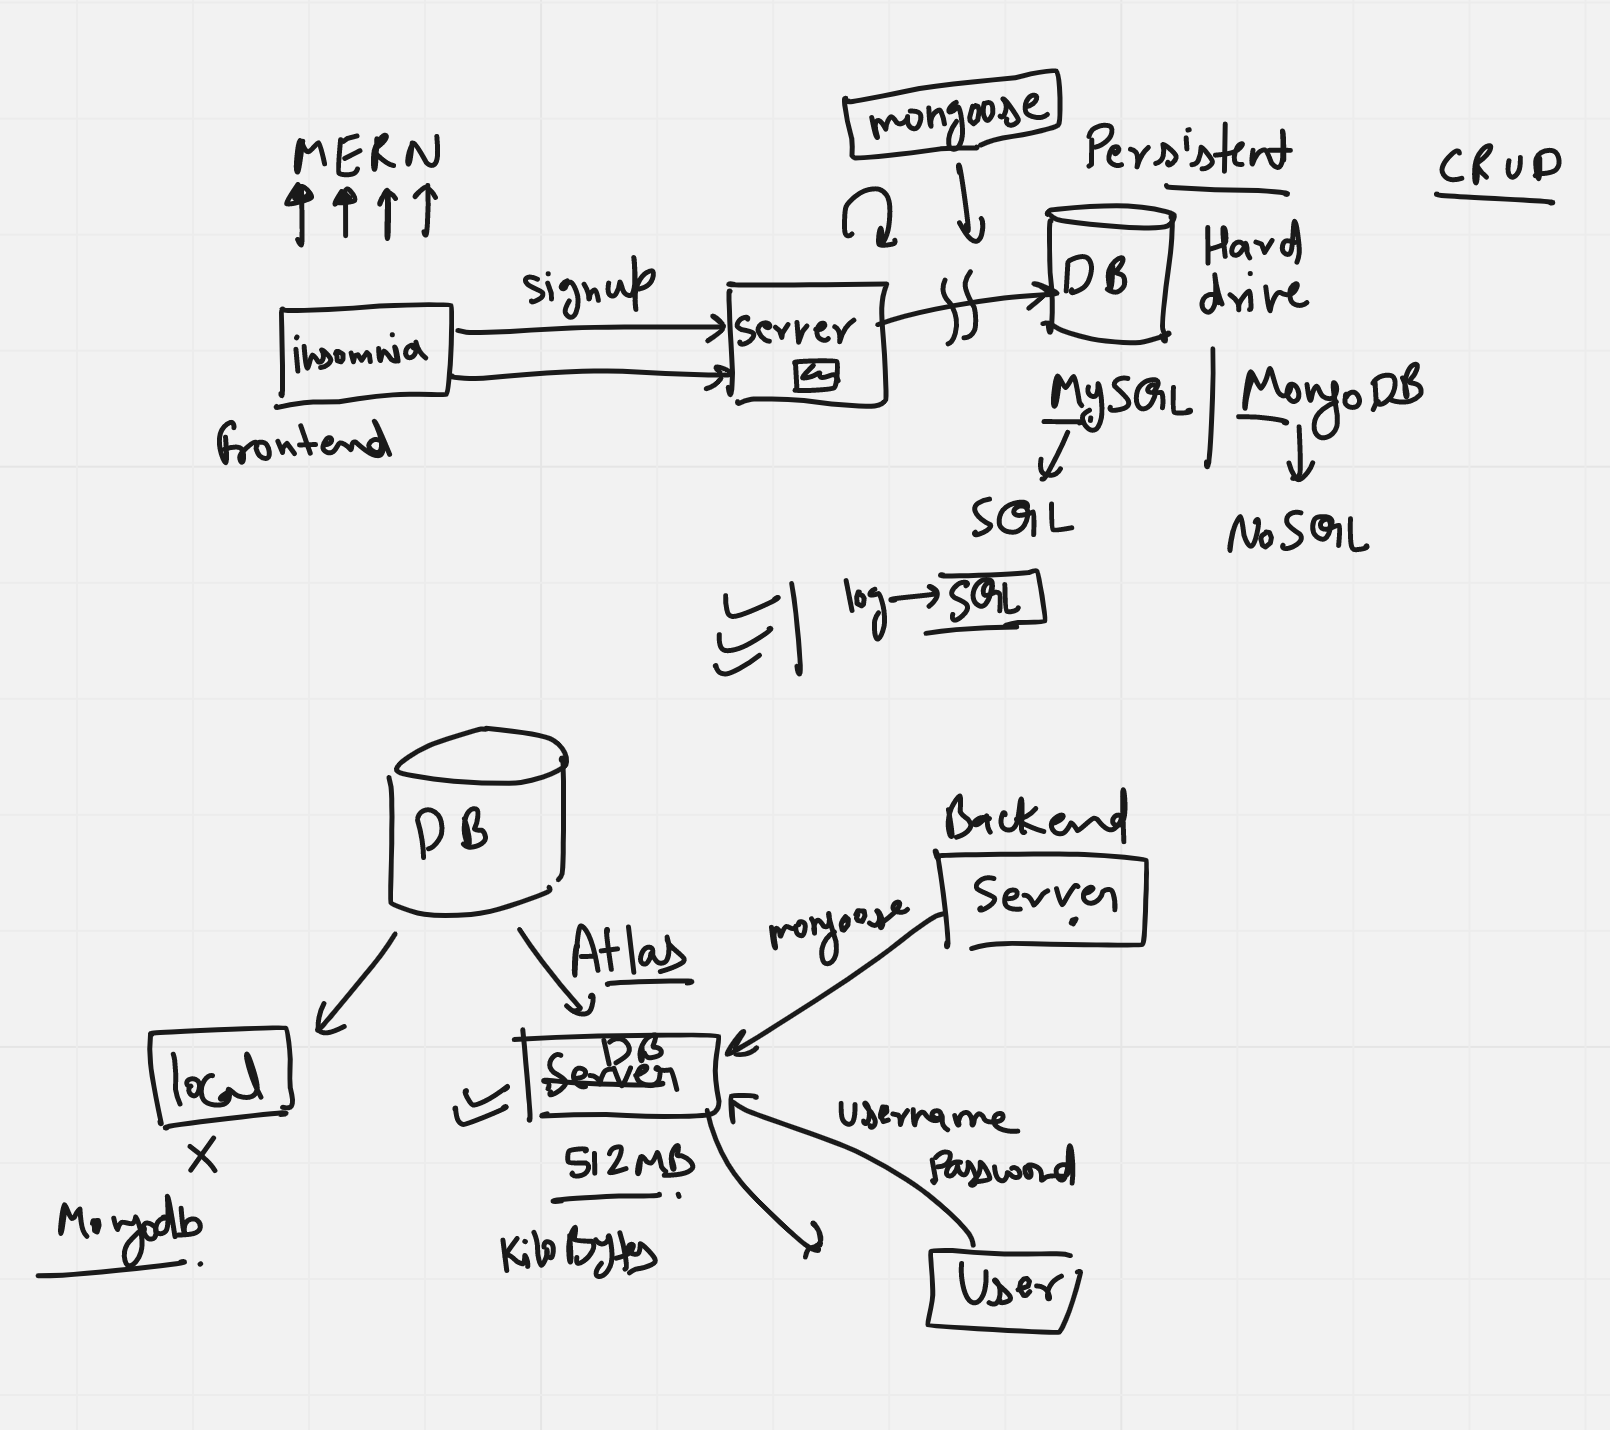 mongoose
MERN
Persistent
CRUD
signup
DB
Hard
drive
insomnia
server
frontend
MySQL
MongoDB
SQL
NoSQL
log
SQL
DB
Backend
Server
mongoose
Atlas
local
DB
Server
username
Password
512MB
Mongodb.
KiloBytes
User